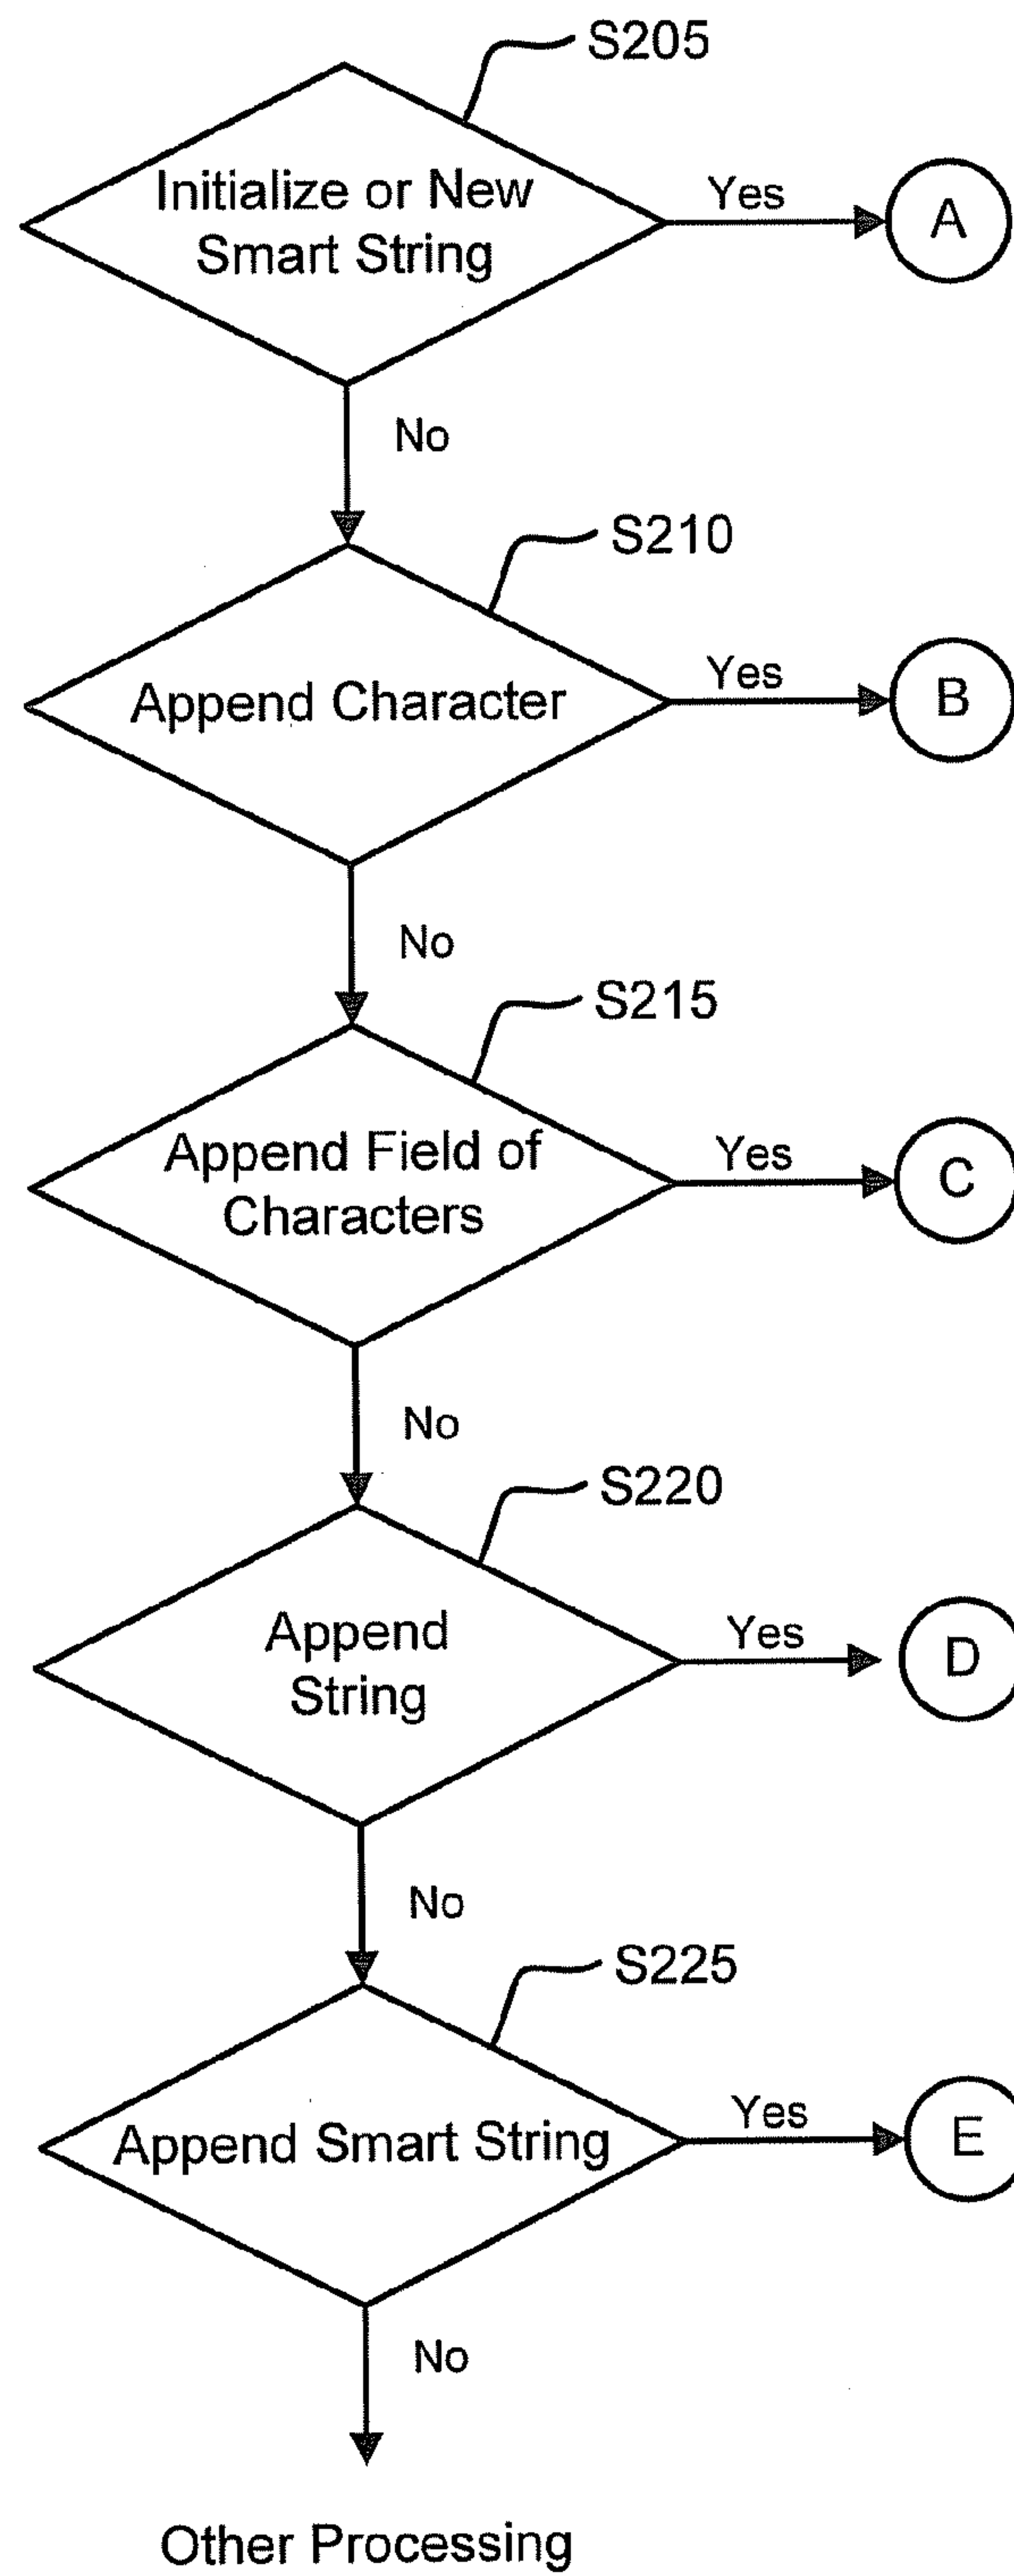 S205
Initialize or New
Smart String
Yes
A
No
S210
Append Character
Yes
B
No
S215
Append Field of
Characters
Yes
C
No
S220
Append
String
Yes
D
No
S225
Append Smart String
Yes
E
No
Other Processing